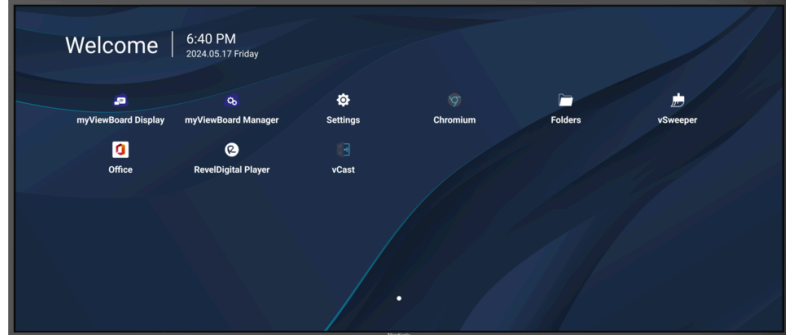 Welcome
6:40 PM
2024.05.17 Friday
myViewBoard Display
myViewBoard Manager
Settings
Chromium
Folders
vSweeper
Office
RevelDigital Player
vCast